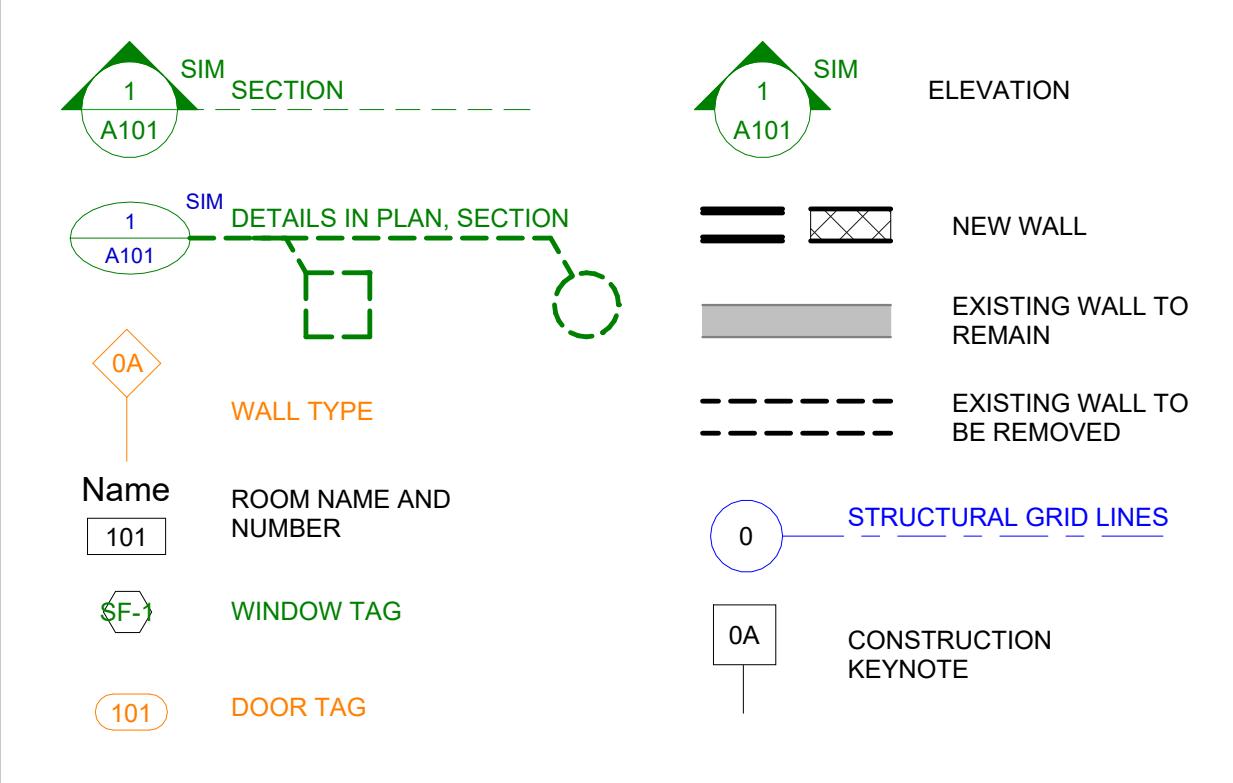 SIM
1
SECTION
A101
SIM
1
DETAILS IN PLAN, SECTION
A101
0A
WALL TYPE
Name
101
ROOM NAME AND
NUMBER
SF-1
WINDOW TAG
101
DOOR TAG
SIM
1
ELEVATION
A101
NEW WALL
EXISTING WALL TO
REMAIN
EXISTING WALL TO
BE REMOVED
0
STRUCTURAL GRID LINES
0A
CONSTRUCTION
KEYNOTE